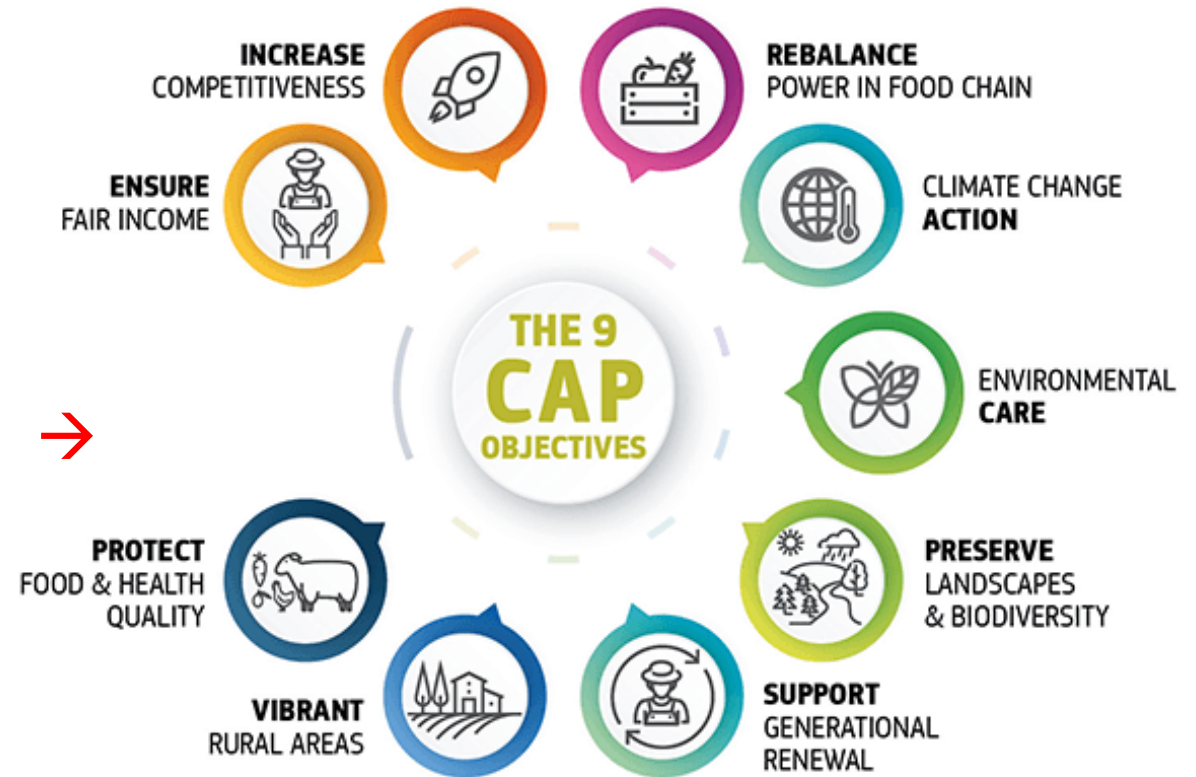 INCREASE
COMPETITIVENESS
REBALANCE
POWER IN FOOD CHAIN
ENSURE
FAIR INCOME
CLIMATE CHANGE
ACTION
THE 9
CAP
OBJECTIVES
ENVIRONMENTAL
CARE
PROTECT
FOOD & HEALTH
QUALITY
PRESERVE
LANDSCAPES
& BIODIVERSITY
VIBRANT
RURAL AREAS
SUPPORT
GENERATIONAL
RENEWAL